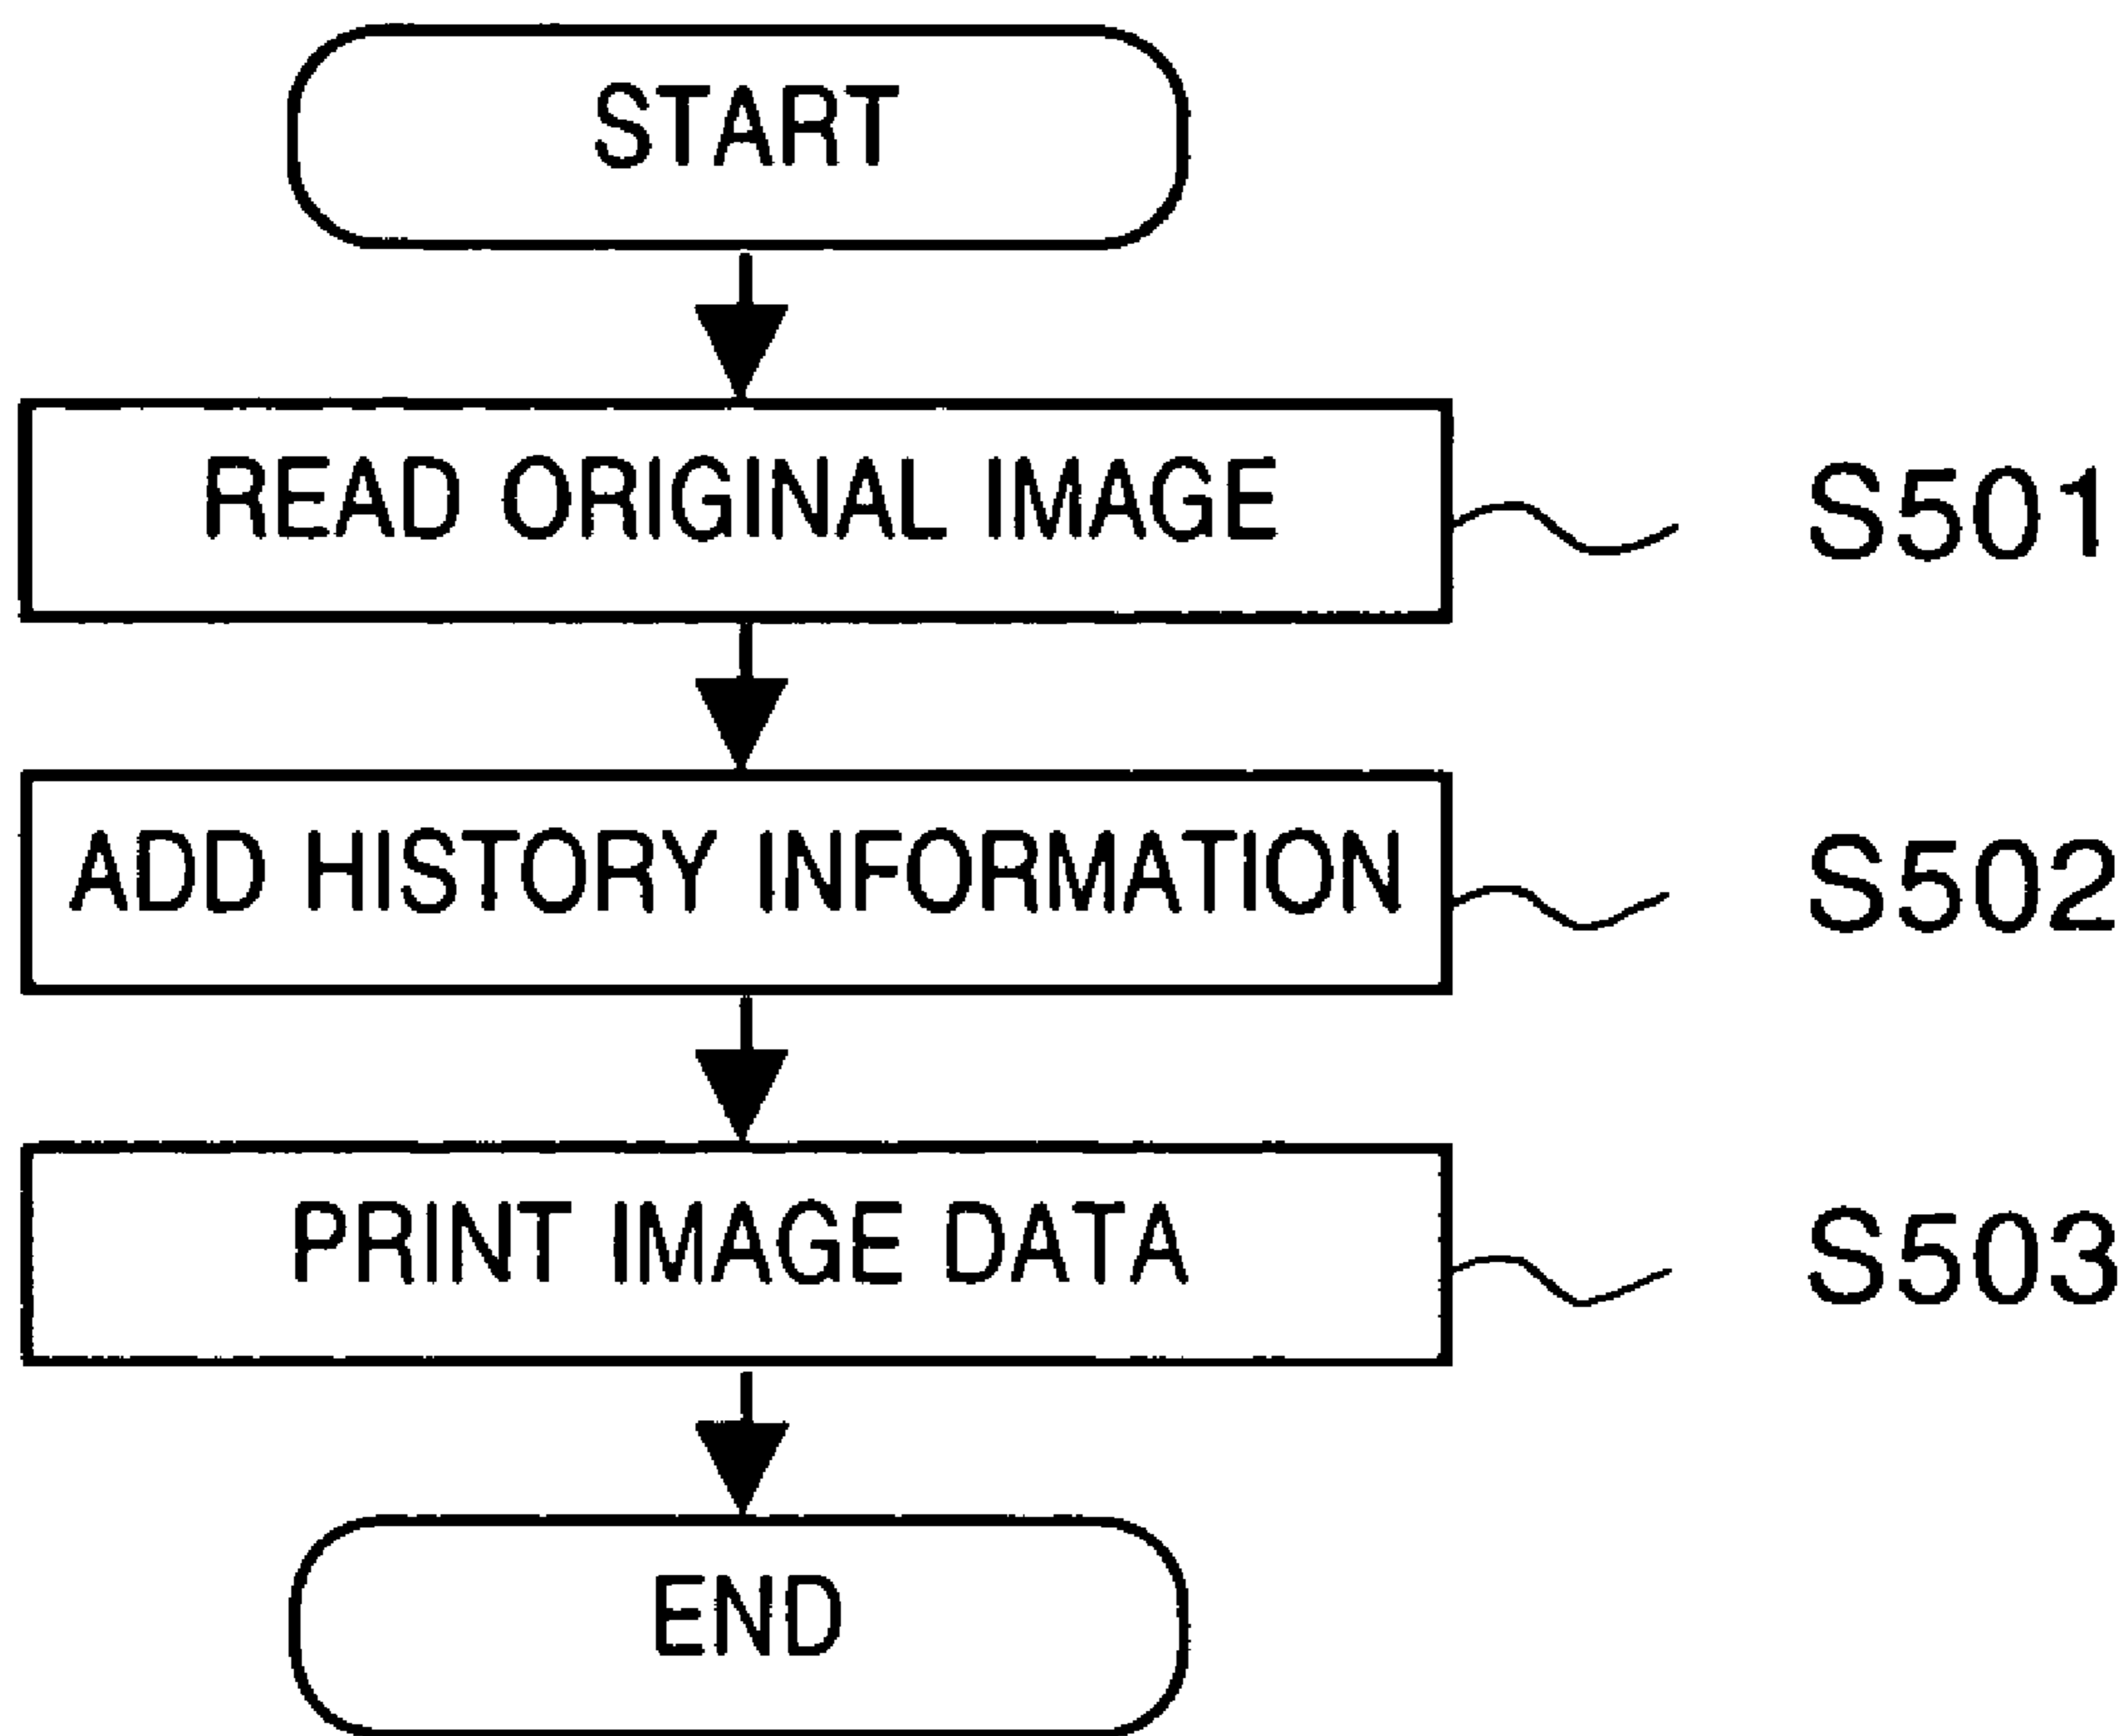 START
READ ORIGINAL IMAGE
S501
ADD HISTORY INFORMATION
S502
PRINT IMAGE DATA
S503
END